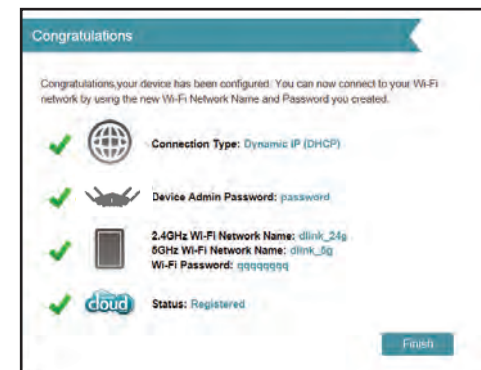 Congratulations
Congratulations,your device has been configured. You can now connect to your Wi-Fi
network by using the new Wi-Fi Network Name and Password you created.
Connection Type: Dynamic IP (DHCP)
Device Admin Password: password
2.4GHz Wi-Fi Network Name: dlink_24g
5GHz Wi-Fi Network Name: dlink_5g
Wi-Fi Password: qqqqqqqq
cloud
Status: Registered
Finish